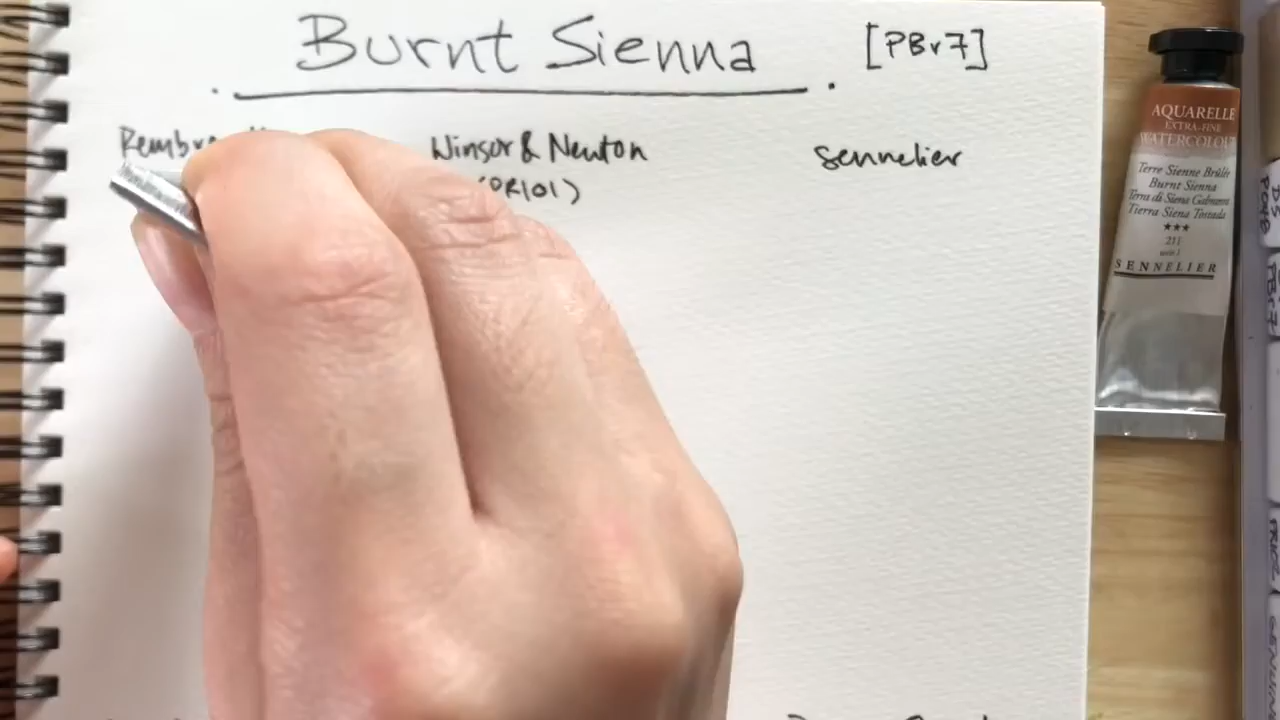 Burnt Sienna [PBr7]
Winsor & Newton
(PR101)
Sennelier
AQUARELLE
EXTRA-FINE
WATERCOLOUR
Terre Sienne Brûlée
Burnt Sienna
Terra di Siena
Tierra Siena Tostada
211
SENNELIER